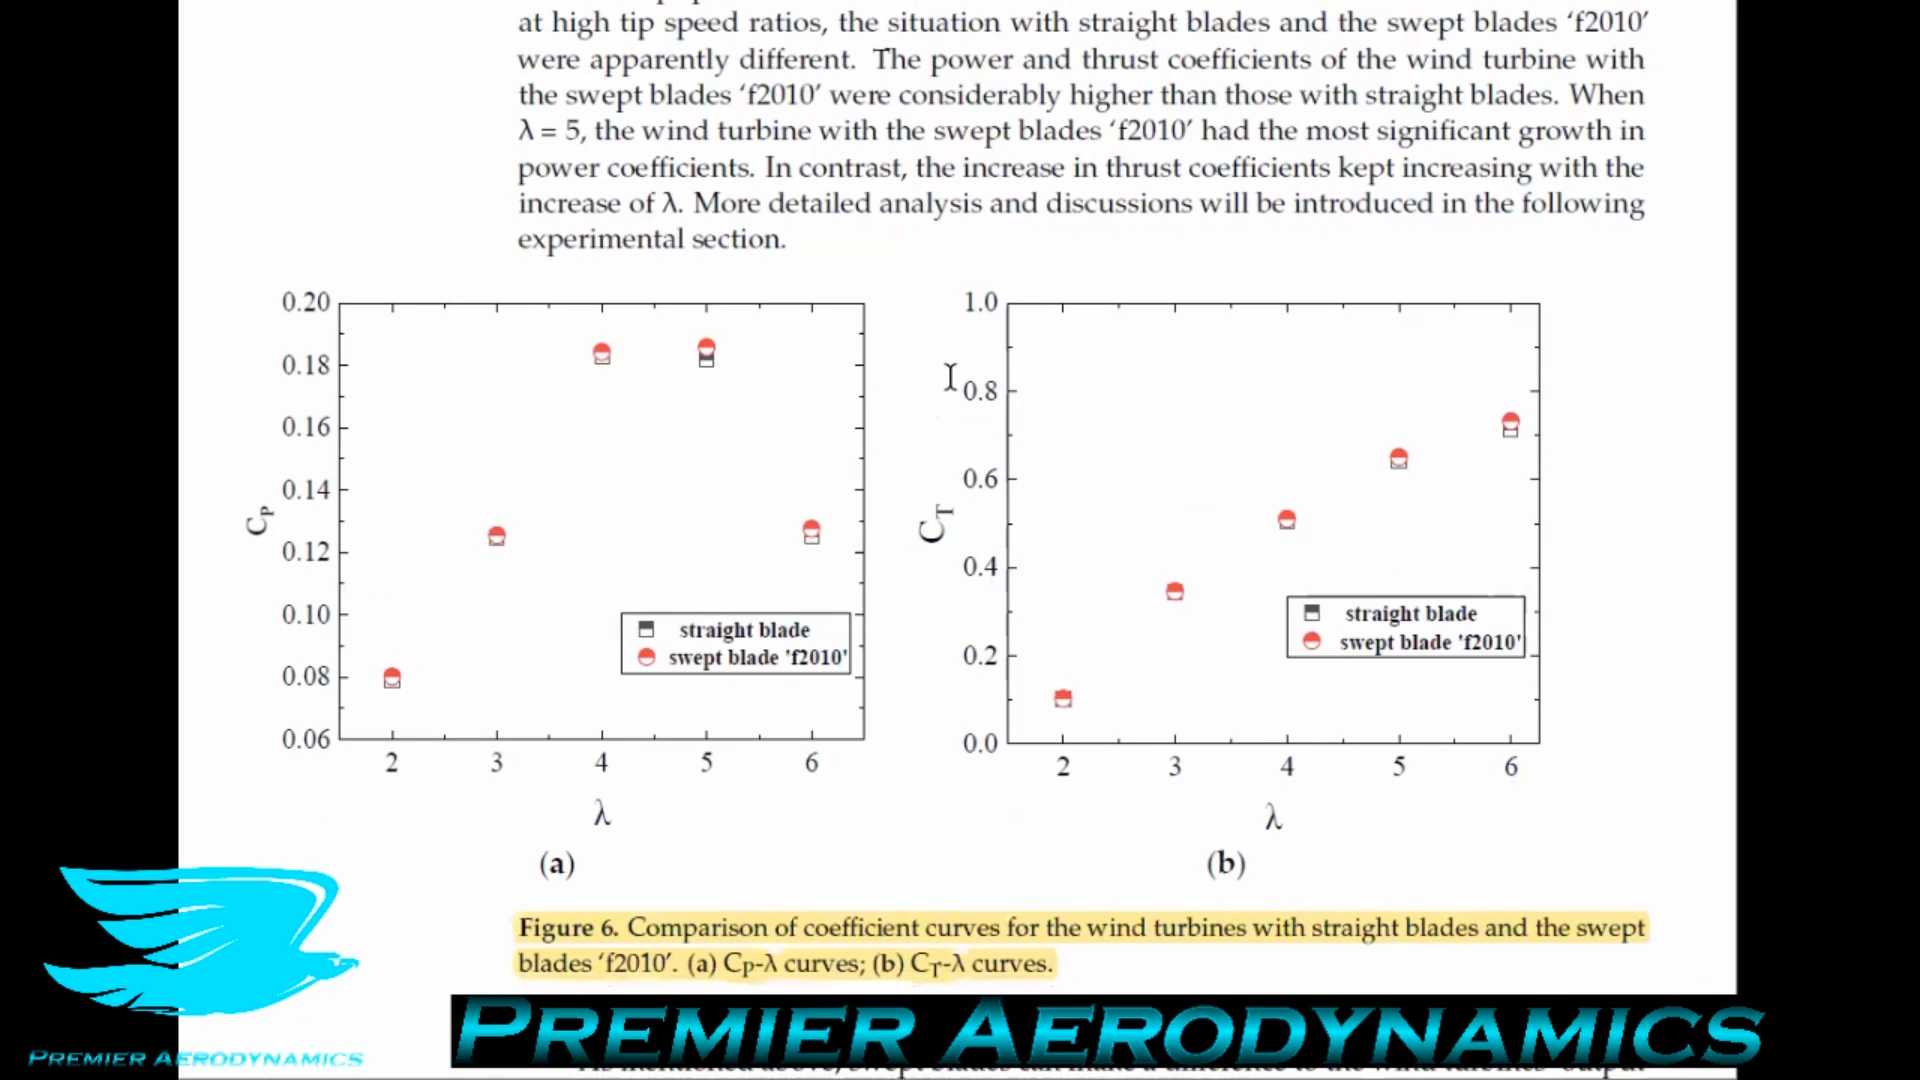 at high tip speed ratios, the situation with straight blades and the swept blades ‘f2010’
were apparently different. The power and thrust coefficients of the wind turbine with
the swept blades ‘f2010’ were considerably higher than those with straight blades. When
λ = 5, the wind turbine with the swept blades ‘f2010’ had the most significant growth in
power coefficients. In contrast, the increase in thrust coefficients kept increasing with the
increase of λ. More detailed analysis and discussions will be introduced in the following
experimental section.
0.20
0.18
0.16
0.14
0.12
0.10
0.08
0.06
CP
straight blade
swept blade 'f2010'
2 3 4 5 6
λ
(a)
1.0
0.8
0.6
0.4
0.2
0.0
CT
straight blade
swept blade 'f2010'
2 3 4 5 6
λ
(b)
Figure 6. Comparison of coefficient curves for the wind turbines with straight blades and the swept
blades ‘f2010’. (a) CP-λ curves; (b) CT-λ curves.
PREMIER AERODYNAMICS
PREMIER AERODYNAMICS